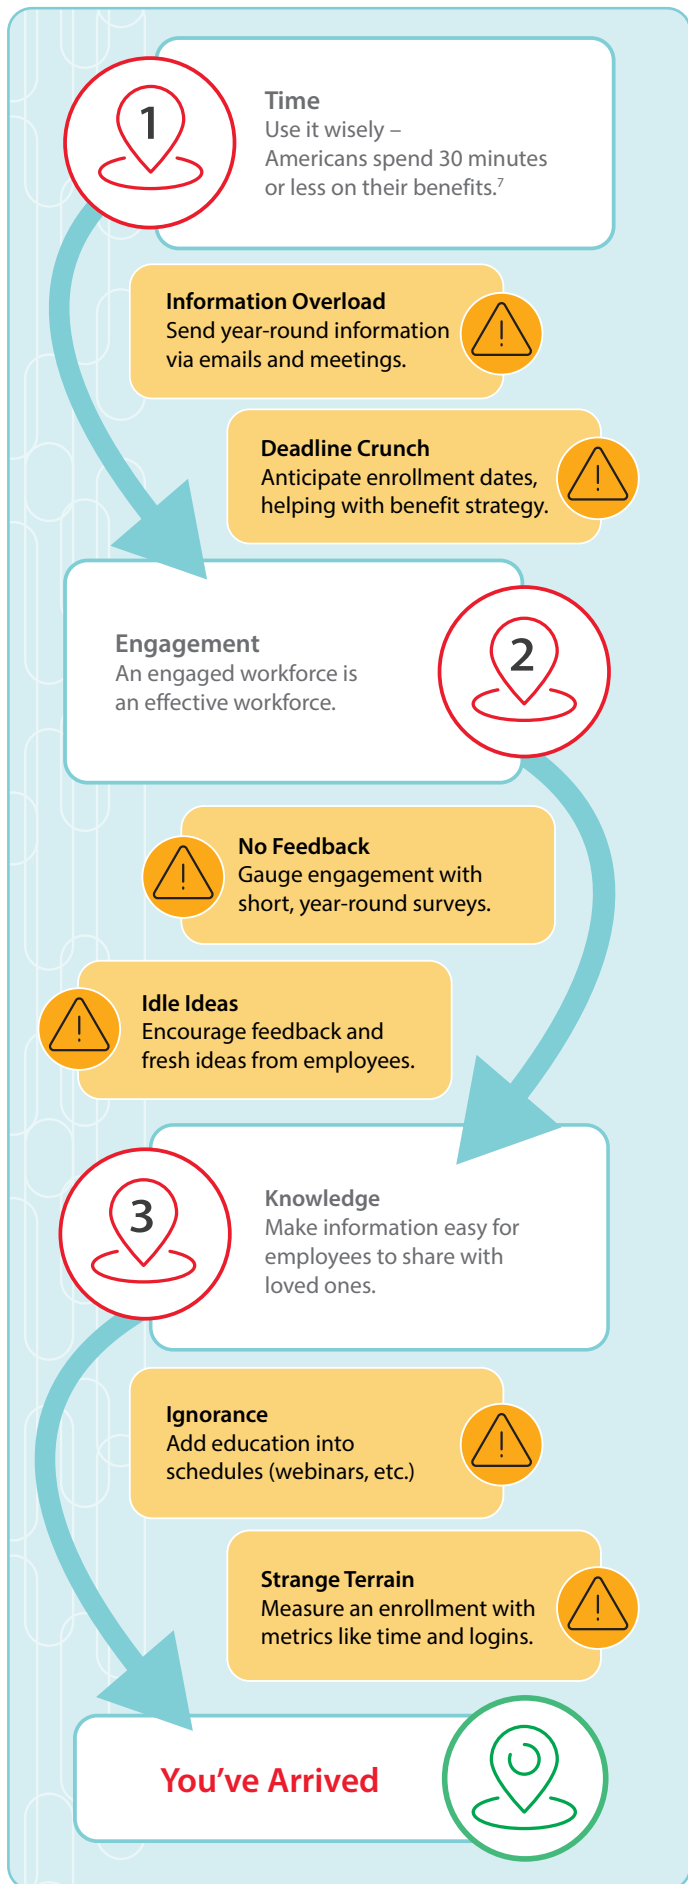 1
Time
Use it wisely –
Americans spend 30 minutes
or less on their benefits.⁷
Information Overload
Send year-round information
via emails and meetings.
Deadline Crunch
Anticipate enrollment dates,
helping with benefit strategy.
Engagement
An engaged workforce is
an effective workforce.
2
No Feedback
Gauge engagement with
short, year-round surveys.
Idle Ideas
Encourage feedback and
fresh ideas from employees.
3
Knowledge
Make information easy for
employees to share with
loved ones.
Ignorance
Add education into
schedules (webinars, etc.)
Strange Terrain
Measure an enrollment with
metrics like time and logins.
You’ve Arrived